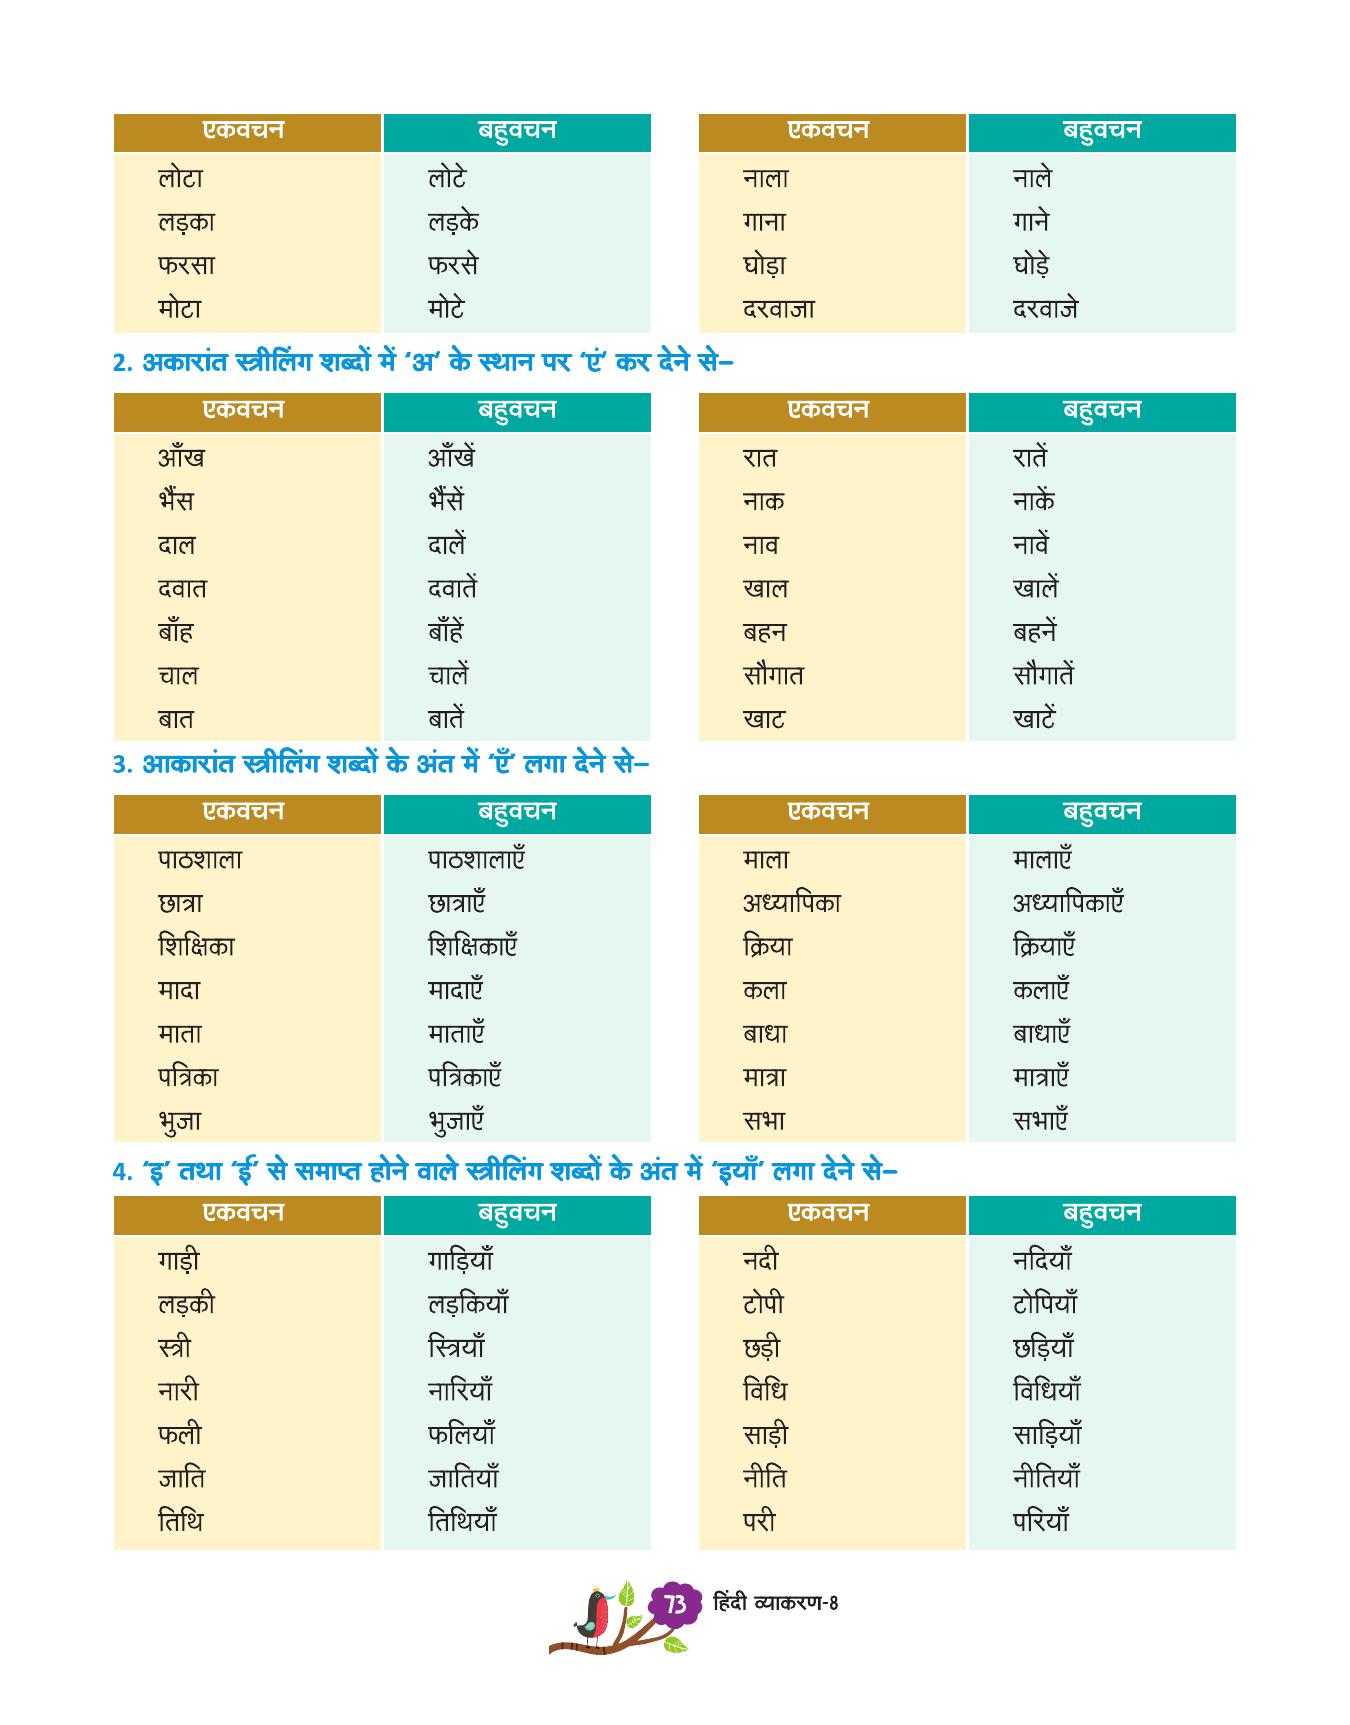 एकवचन बहुवचन एकवचन बहुवचन
लोटा लोटे नाला नाले
लड़का लड़के गाना गाने
फरसा फरसे घोड़ा घोड़े
मोटा मोटे दरवाजा दरवाजे
2. अकारांत स्त्रीलिंग शब्दों में ‘अ’ के स्थान पर ‘एं’ कर देने से–
एकवचन बहुवचन एकवचन बहुवचन
आँख आँखें रात रातें
भैंस भैंसें नाक नाकें
दाल दालें नाव नावें
दवात दवातें खाल खालें
बाँह बाँहें बहन बहनें
चाल चालें सौगात सौगातें
बात बातें खाट खाटें
3. आकारांत स्त्रीलिंग शब्दों के अंत में ‘एँ’ लगा देने से–
एकवचन बहुवचन एकवचन बहुवचन
पाठशाला पाठशालाएँ माला मालाएँ
छात्रा छात्राएँ अध्यापिका अध्यापिकाएँ
शिक्षिका शिक्षिकाएँ क्रिया क्रियाएँ
मादा मादाएँ कला कलाएँ
माता माताएँ बाधा बाधाएँ
पत्रिका पत्रिकाएँ मात्रा मात्राएँ
भुजा भुजाएँ सभा सभाएँ
4. ‘इ’ तथा ‘ई’ से समाप्त होने वाले स्त्रीलिंग शब्दों के अंत में ‘इयाँ’ लगा देने से–
एकवचन बहुवचन एकवचन बहुवचन
गाड़ी गाड़ियाँ नदी नदियाँ
लड़की लड़कियाँ टोपी टोपियाँ
स्त्री स्त्रियाँ छड़ी छड़ियाँ
नारी नारियाँ विधि विधियाँ
फली फलियाँ साड़ी साड़ियाँ
जाति जातियाँ नीति नीतियाँ
तिथि तिथियाँ परी परियाँ
73 हिंदी व्याकरण-8